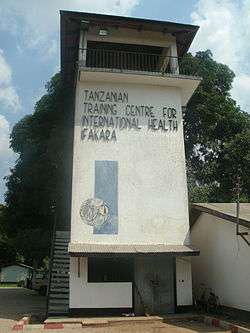 TANZANIAN
TRAINING CENTRE FOR
INTERNATIONAL HEALTH
IFAKARA